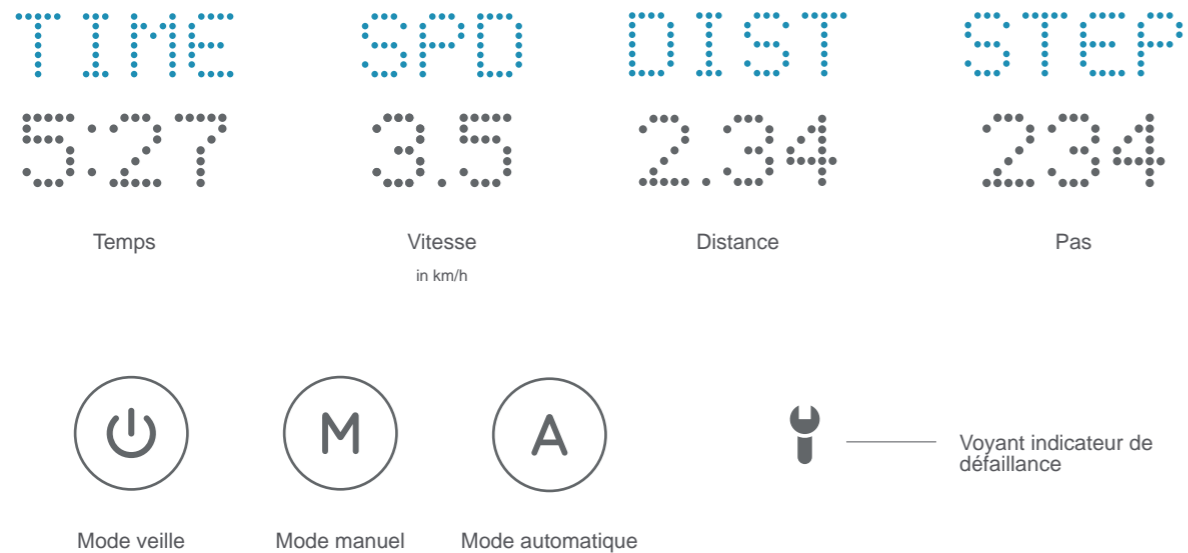 TIME SPD DIST STEP
5:27 3.5 2.34 234
Temps Vitesse Distance Pas
in km/h
M A
Voyant indicateur de
défaillance
Mode veille Mode manuel Mode automatique